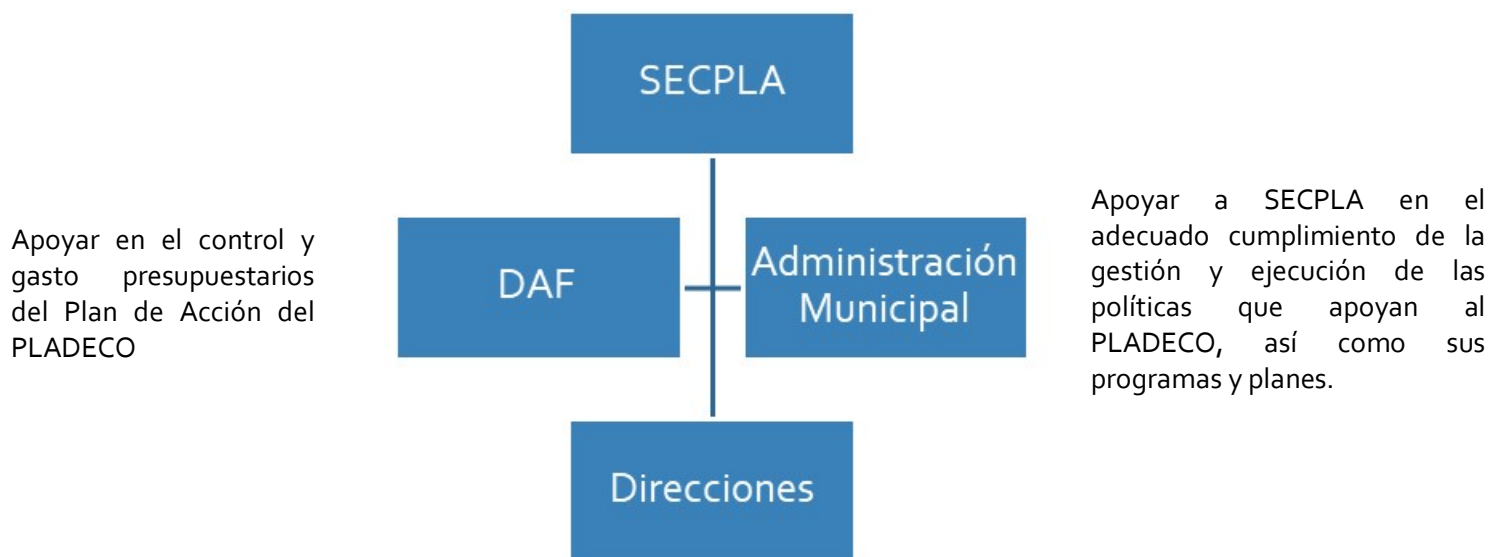 SECPLA
Apoyar en el control y
gasto presupuestarios
del Plan de Acción del
PLADECO
DAF
Administración
Municipal
Apoyar a SECPLA en el
adecuado cumplimiento de la
gestión y ejecución de las
políticas que apoyan al
PLADECO, así como sus
programas y planes.
Direcciones